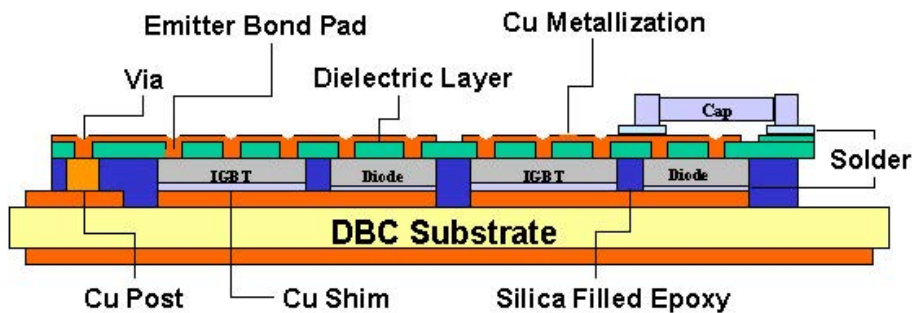 Emitter Bond Pad
Cu Metallization
Via
Dielectric Layer
Cap
Solder
IGBT
Diode
IGBT
Diode
DBC Substrate
Cu Post
Cu Shim
Silica Filled Epoxy